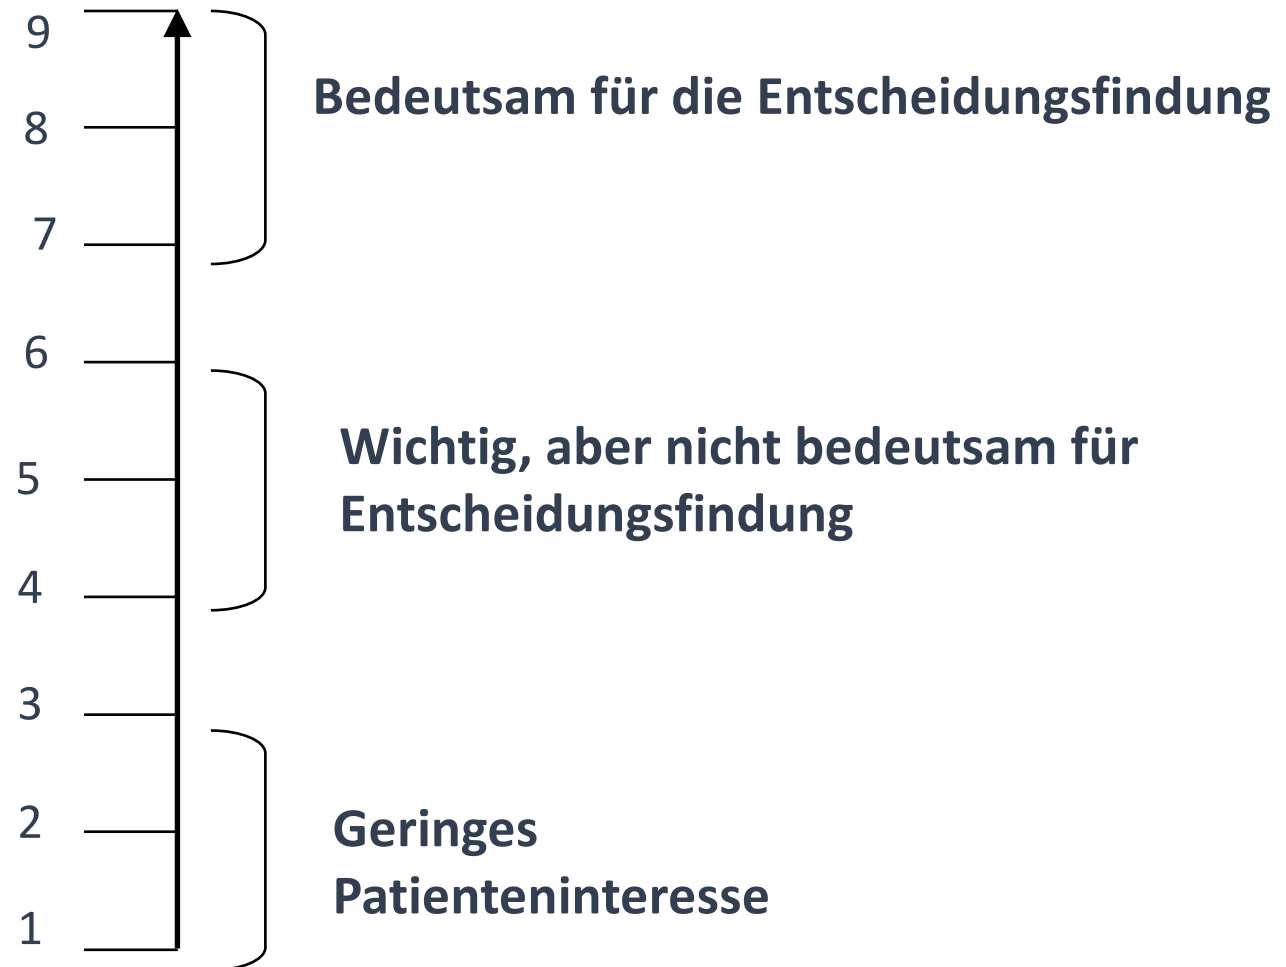 9
Bedeutsam für die Entscheidungsfindung
8
7
6
Wichtig, aber nicht bedeutsam für
Entscheidungsfindung
5
4
3
2
Geringes
Patienteninteresse
1